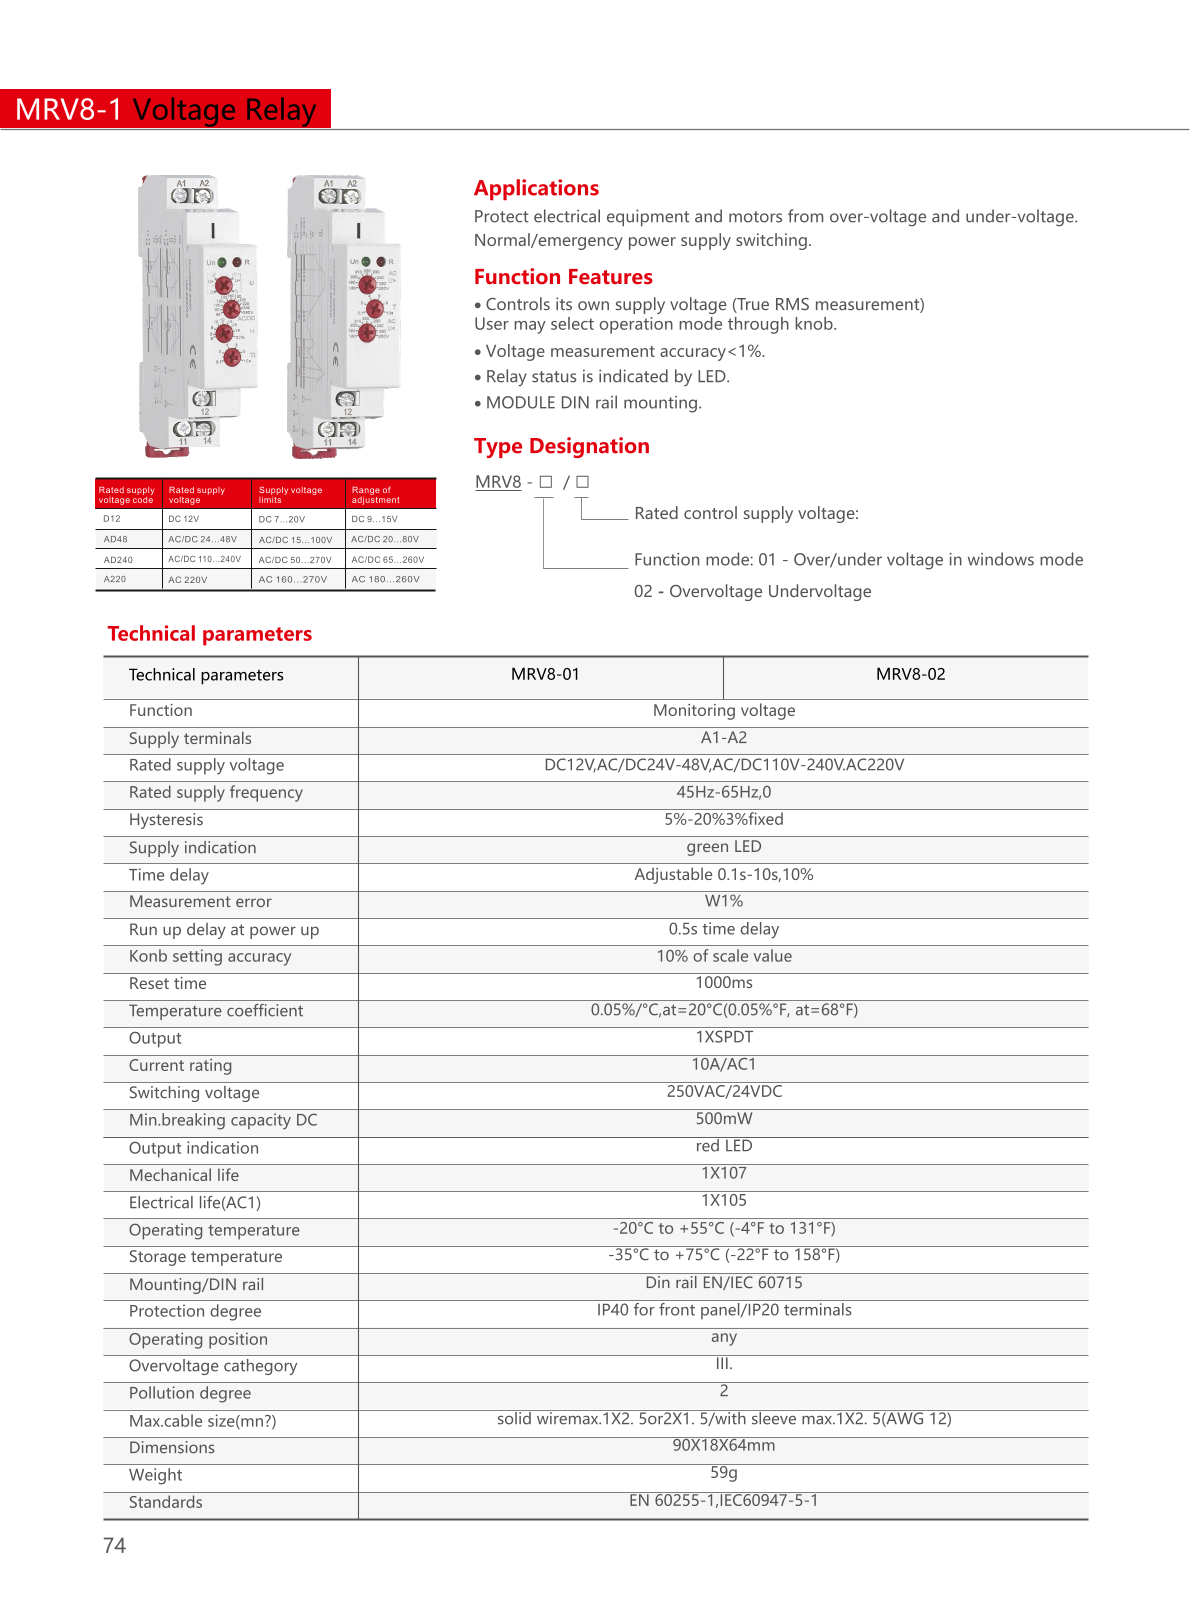 MRV8-1 Voltage Relay
A1 A2
Un R
12
11 14
A1 A2
Un R
12
11 14
Applications
Protect electrical equipment and motors from over-voltage and under-voltage.
Normal/emergency power supply switching.
Function Features
• Controls its own supply voltage (True RMS measurement)
User may select operation mode through knob.
• Voltage measurement accuracy<1%.
• Relay status is indicated by LED.
• MODULE DIN rail mounting.
Type Designation
MRV8 - □ / □
Rated control supply voltage:
Function mode: 01 - Over/under voltage in windows mode
02 - Overvoltage Undervoltage
Rated supply voltage code Rated supply voltage Supply voltage limits Range of adjustment
D12 DC 12V DC 7...20V DC 9...15V
AD48 AC/DC 24...48V AC/DC 15...100V AC/DC 20...80V
AD240 AC/DC 110...240V AC/DC 50...270V AC/DC 65...260V
A220 AC 220V AC 160...270V AC 180...260V
Technical parameters
Technical parameters MRV8-01 MRV8-02
Function Monitoring voltage
Supply terminals A1-A2
Rated supply voltage DC12V,AC/DC24V-48V,AC/DC110V-240V.AC220V
Rated supply frequency 45Hz-65Hz,0
Hysteresis 5%-20%3%fixed
Supply indication green LED
Time delay Adjustable 0.1s-10s,10%
Measurement error W1%
Run up delay at power up 0.5s time delay
Konb setting accuracy 10% of scale value
Reset time 1000ms
Temperature coefficient 0.05%/°C,at=20°C(0.05%°F, at=68°F)
Output 1XSPDT
Current rating 10A/AC1
Switching voltage 250VAC/24VDC
Min.breaking capacity DC 500mW
Output indication red LED
Mechanical life 1X107
Electrical life(AC1) 1X105
Operating temperature -20°C to +55°C (-4°F to 131°F)
Storage temperature -35°C to +75°C (-22°F to 158°F)
Mounting/DIN rail Din rail EN/IEC 60715
Protection degree IP40 for front panel/IP20 terminals
Operating position any
Overvoltage cathegory III.
Pollution degree 2
Max.cable size(mn?) solid wiremax.1X2. 5or2X1. 5/with sleeve max.1X2. 5(AWG 12)
Dimensions 90X18X64mm
Weight 59g
Standards EN 60255-1,IEC60947-5-1
74